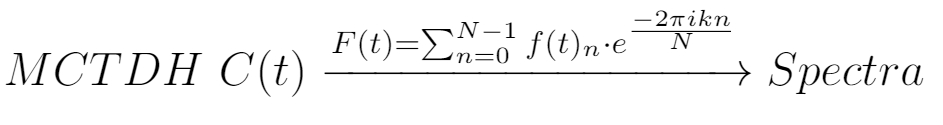 MCTDH C(t) \xrightarrow{F(t)=\sum_{n=0}^{N-1} f(t)_n \cdot e^{\frac{-2\pi ikn}{N}}} Spectra